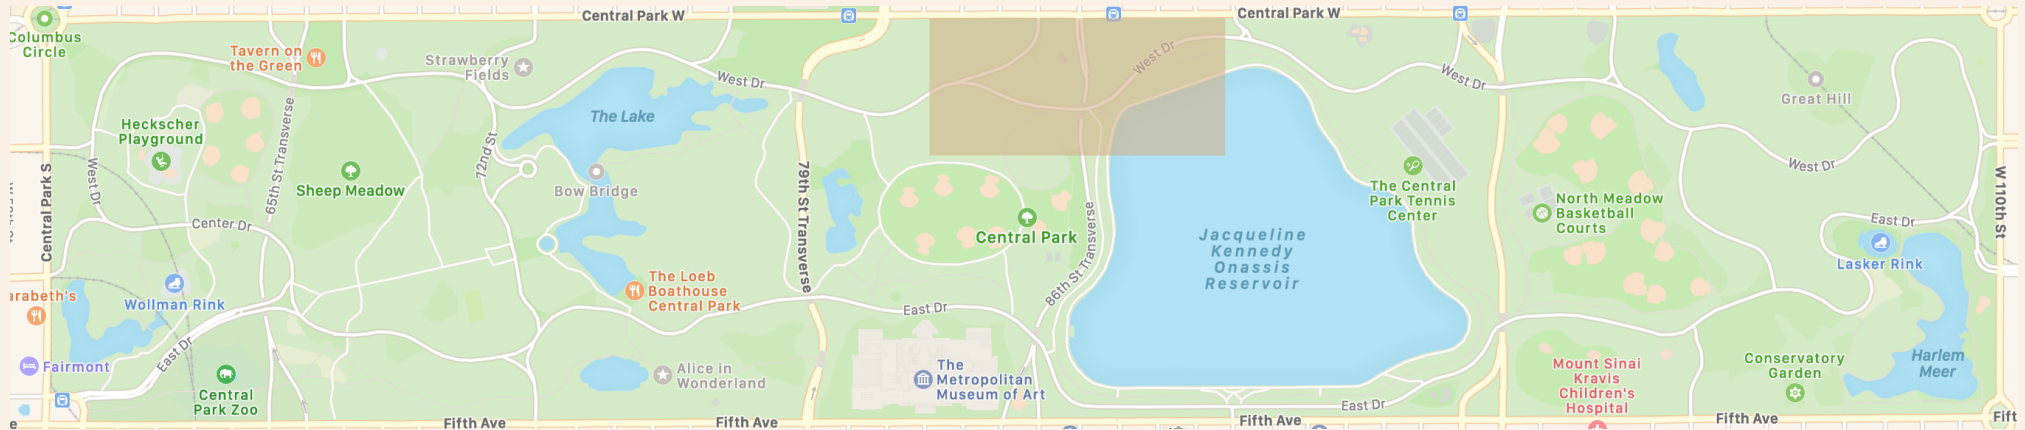 Central Park W
Central Park W
Columbus
Circle
Tavern on
the Green
Strawberry
Fields
West Dr
West Dr
West Dr
Great Hill
The Lake
Heckscher
Playground
65th St Transverse
72nd St
West Dr
Central Park S
Sheep Meadow
Bow Bridge
79th St Transverse
The Central
Park Tennis
Center
North Meadow
Basketball
Courts
West Dr
W 110th St
Center Dr
Central Park
86th St Transverse
Jacqueline
Kennedy
Onassis
Reservoir
East Dr
Lasker Rink
arabeth's
Wollman Rink
The Loeb
Boathouse
Central Park
East Dr
East Dr
Fairmont
Central
Park Zoo
Alice in
Wonderland
The
Metropolitan
Museum of Art
Mount Sinai
Kravis
Children's
Hospital
Conservatory
Garden
Harlem
Meer
East Dr
e
Fifth Ave
Fifth Ave
Fifth Ave
Fifth Ave
Fift